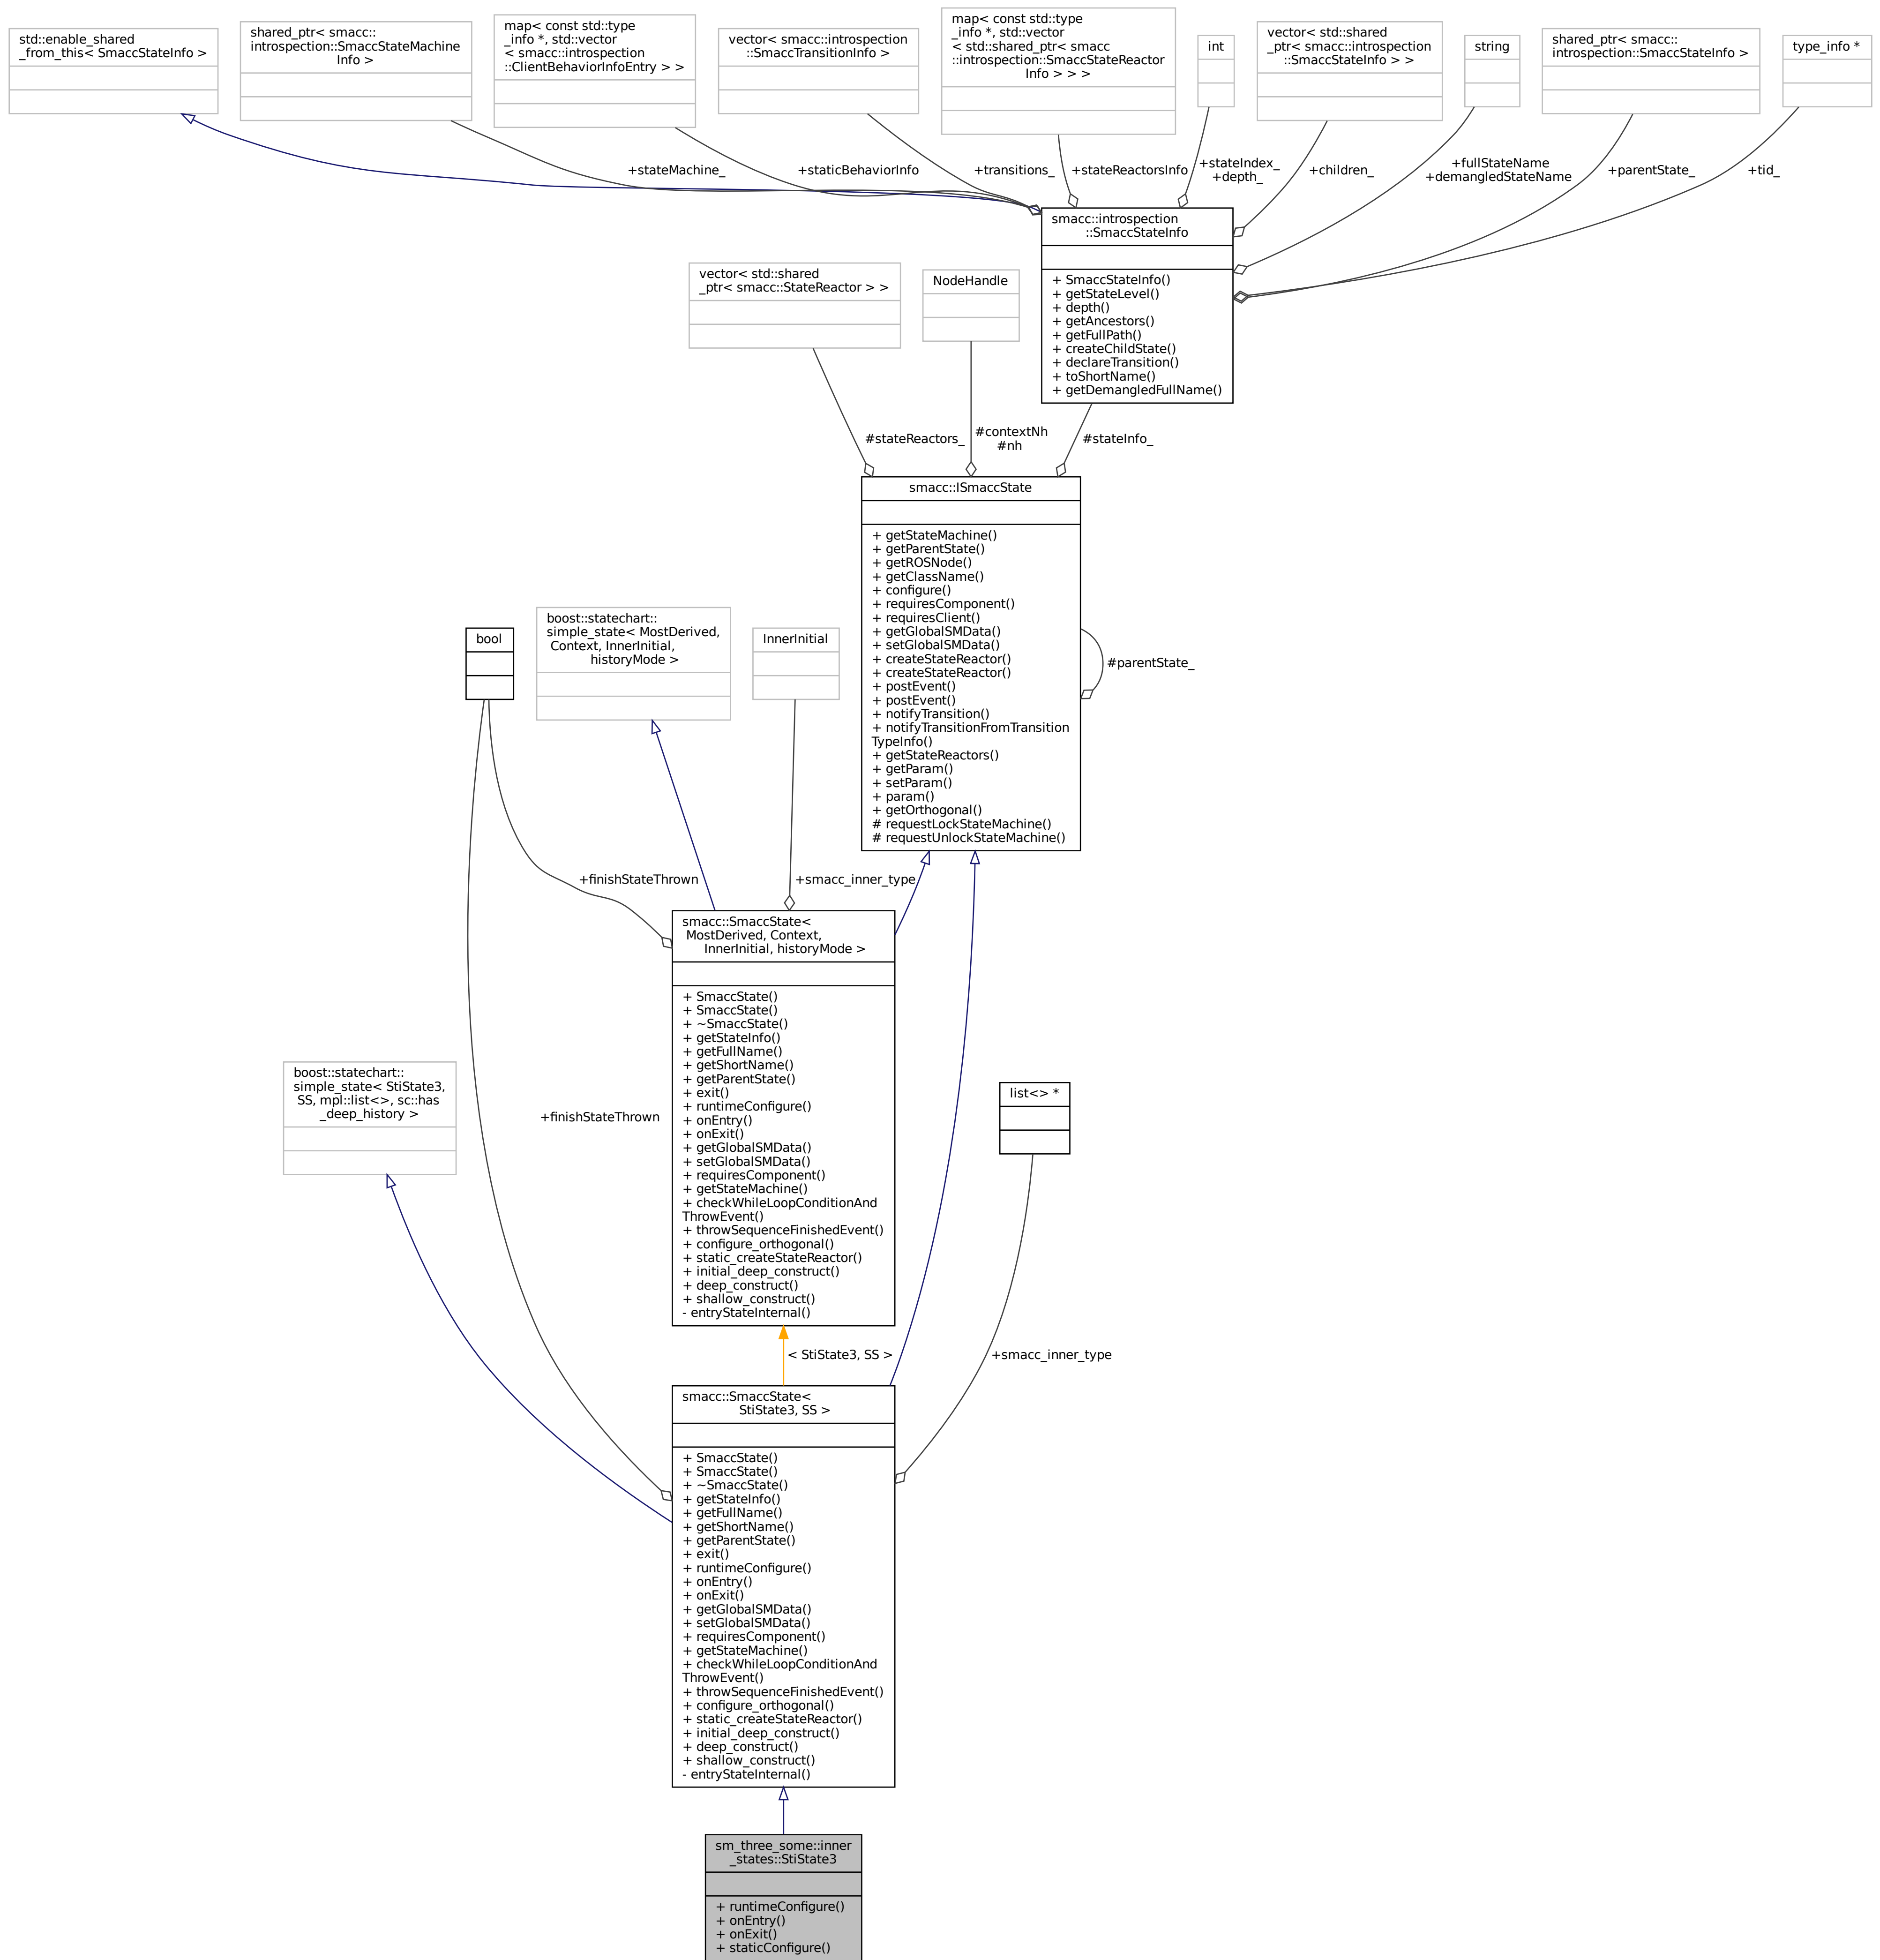 std::enable_shared
_from_this< SmaccStateInfo >
shared_ptr< smacc::
introspection::SmaccStateMachine
Info >
map< const std::type
_info *, std::vector
< smacc::introspection
::ClientBehaviorInfoEntry > >
vector< smacc::introspection
::SmaccTransitionInfo >
map< const std::type
_info *, std::vector
< std::shared_ptr< smacc
::introspection::SmaccStateReactor
Info > > >
int
vector< std::shared
_ptr< smacc::introspection
::SmaccStateInfo > >
string
shared_ptr< smacc::
introspection::SmaccStateInfo >
type_info *
+stateMachine_
+staticBehaviorInfo
+transitions_
+stateReactorsInfo
+stateIndex_
+depth_
+children_
+fullStateName
+demangledStateName
+parentState_
+tid_
smacc::introspection
::SmaccStateInfo
+ SmaccStateInfo()
+ getStateLevel()
+ depth()
+ getAncestors()
+ getFullPath()
+ createChildState()
+ declareTransition()
+ toShortName()
+ getDemangledFullName()
vector< std::shared
_ptr< smacc::StateReactor > >
NodeHandle
#stateReactors_
#contextNh
#nh
#stateInfo_
smacc::ISmaccState
+ getStateMachine()
+ getParentState()
+ getROSNode()
+ getClassName()
+ configure()
+ requiresComponent()
+ requiresClient()
+ getGlobalSMData()
+ setGlobalSMData()
+ createStateReactor()
+ createStateReactor()
+ postEvent()
+ postEvent()
+ notifyTransition()
+ notifyTransitionFromTransition
TypeInfo()
+ getStateReactors()
+ getParam()
+ setParam()
+ param()
+ getOrthogonal()
# requestLockStateMachine()
# requestUnlockStateMachine()
#parentState_
bool
boost::statechart::
simple_state< MostDerived,
Context, InnerInitial,
historyMode >
InnerInitial
+finishStateThrown
+smacc_inner_type
smacc::SmaccState<
MostDerived, Context,
InnerInitial, historyMode >
+ SmaccState()
+ SmaccState()
+ ~SmaccState()
+ getStateInfo()
+ getFullName()
+ getShortName()
+ getParentState()
+ exit()
+ runtimeConfigure()
+ onEntry()
+ onExit()
+ getGlobalSMData()
+ setGlobalSMData()
+ requiresComponent()
+ getStateMachine()
+ checkWhileLoopConditionAnd
ThrowEvent()
+ throwSequenceFinishedEvent()
+ configure_orthogonal()
+ static_createStateReactor()
+ initial_deep_construct()
+ deep_construct()
+ shallow_construct()
- entryStateInternal()
boost::statechart::
simple_state< StiState3,
SS, mpl::list<>, sc::has
_deep_history >
+finishStateThrown
list<> *
< StiState3, SS >
+smacc_inner_type
smacc::SmaccState<
StiState3, SS >
+ SmaccState()
+ SmaccState()
+ ~SmaccState()
+ getStateInfo()
+ getFullName()
+ getShortName()
+ getParentState()
+ exit()
+ runtimeConfigure()
+ onEntry()
+ onExit()
+ getGlobalSMData()
+ setGlobalSMData()
+ requiresComponent()
+ getStateMachine()
+ checkWhileLoopConditionAnd
ThrowEvent()
+ throwSequenceFinishedEvent()
+ configure_orthogonal()
+ static_createStateReactor()
+ initial_deep_construct()
+ deep_construct()
+ shallow_construct()
- entryStateInternal()
sm_three_some::inner
_states::StiState3
+ runtimeConfigure()
+ onEntry()
+ onExit()
+ staticConfigure()